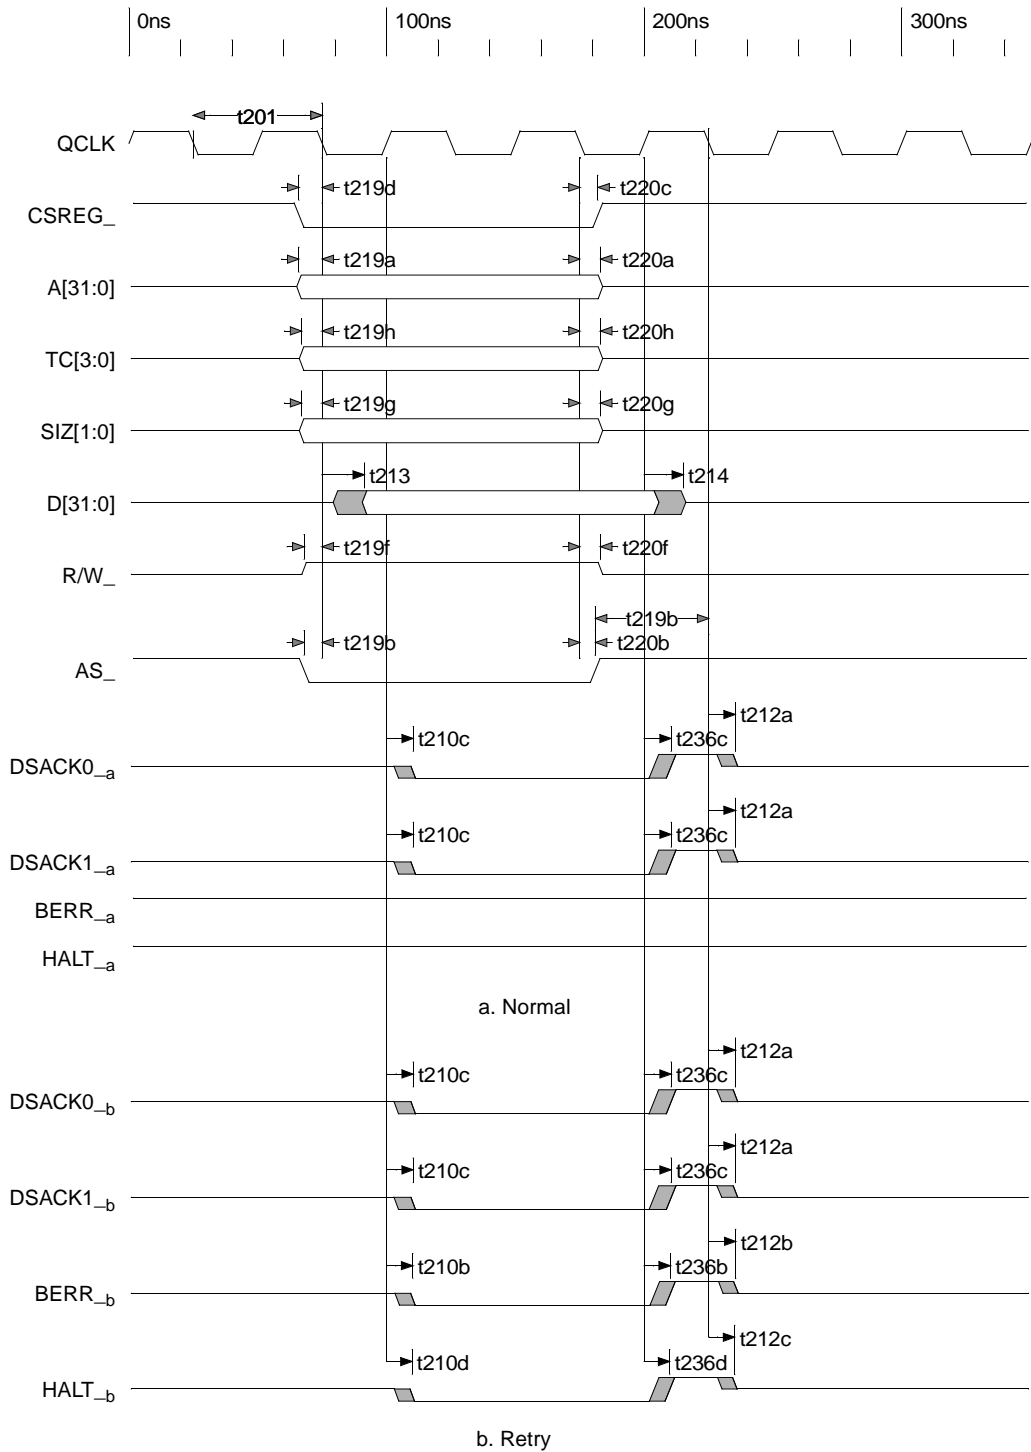 0ns 100ns 200ns 300ns
t201
QCLK
t219d t220c
CSREG_
t219a t220a
A[31:0]
t219h t220h
TC[3:0]
t219g t220g
SIZ[1:0]
t213 t214
D[31:0]
t219f t220f
R/W_
t219b
t219b t220b
AS_
t212a
t210c t236c
DSACK0_a
t212a
t210c t236c
DSACK1_a
BERR_a
HALT_a
a. Normal
t212a
t210c t236c
DSACK0_b
t212a
t210c t236c
DSACK1_b
t212b
t210b t236b
BERR_b
t212c
t210d t236d
HALT_b
b. Retry